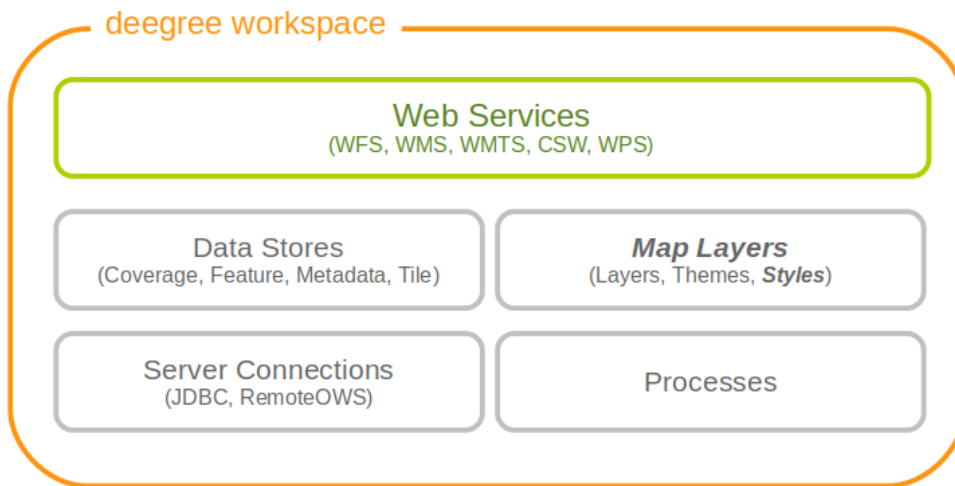 deegree workspace
Web Services
(WFS, WMS, WMTS, CSW, WPS)
Data Stores
(Coverage, Feature, Metadata, Tile)
Map Layers
(Layers, Themes, Styles)
Server Connections
(JDBC, RemoteOWS)
Processes